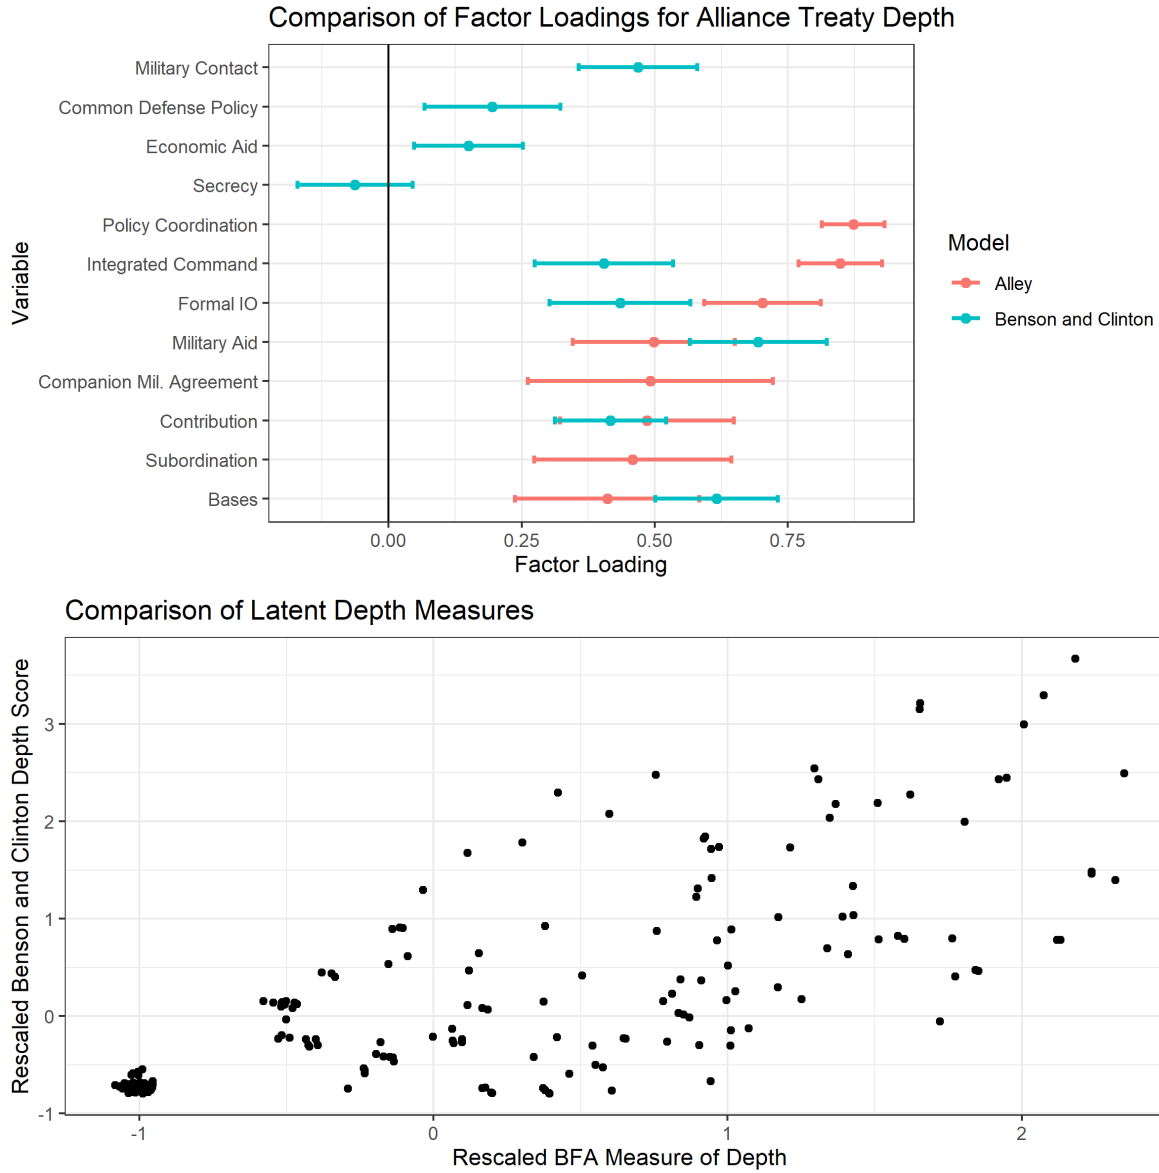 Comparison of Factor Loadings for Alliance Treaty Depth
Variable
Military Contact
Common Defense Policy
Economic Aid
Secrecy
Policy Coordination
Integrated Command
Formal IO
Military Aid
Companion Mil. Agreement
Contribution
Subordination
Bases
0.00 0.25 0.50 0.75
Factor Loading
Model
Alley
Benson and Clinton
Comparison of Latent Depth Measures
Rescaled Benson and Clinton Depth Score
3
2
1
0
-1
-1 0 1 2
Rescaled BFA Measure of Depth